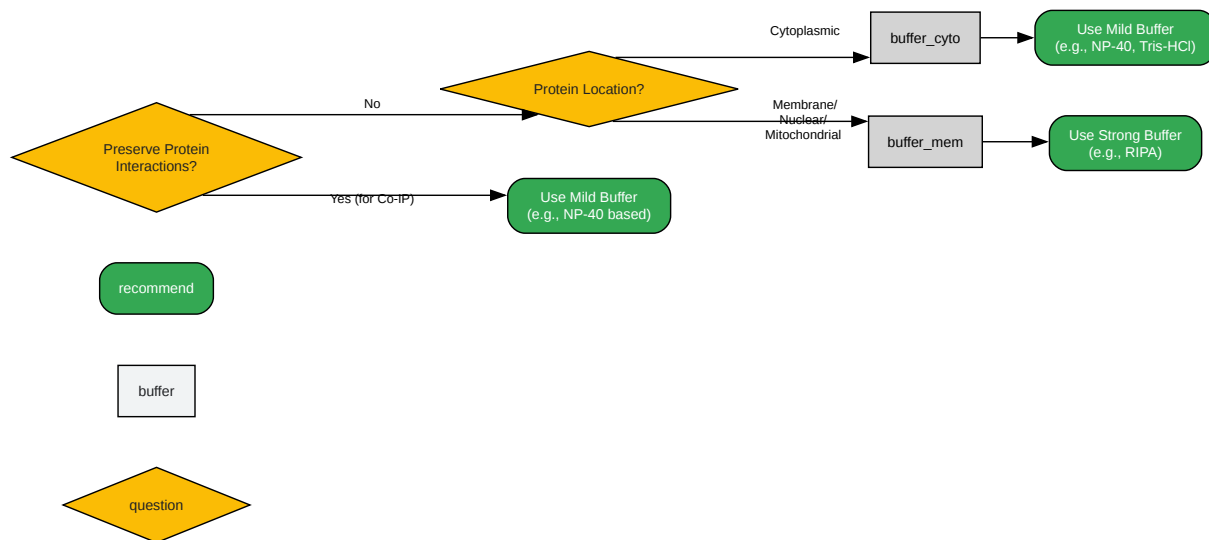 Preserve Protein
Interactions?
No
Yes (for Co-IP)
Protein Location?
Use Mild Buffer
(e.g., NP-40 based)
Cytoplasmic
Membrane/
Nuclear/
Mitochondrial
buffer_cyto
buffer_mem
Use Mild Buffer
(e.g., NP-40, Tris-HCl)
Use Strong Buffer
(e.g., RIPA)
recommend
buffer
question